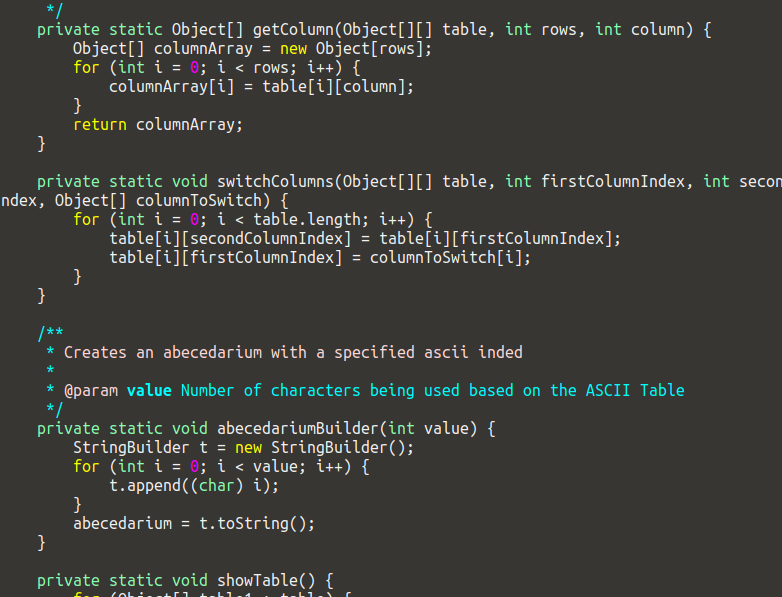 */
private static Object[] getColumn(Object[][] table, int rows, int column) {
Object[] columnArray = new Object[rows];
for (int i = 0; i < rows; i++) {
columnArray[i] = table[i][column];
}
return columnArray;
}
private static void switchColumns(Object[][] table, int firstColumnIndex, int secon
ndex, Object[] columnToSwitch) {
for (int i = 0; i < table.length; i++) {
table[i][secondColumnIndex] = table[i][firstColumnIndex];
table[i][firstColumnIndex] = columnToSwitch[i];
}
}
/**
* Creates an abecedarium with a specified ascii inded
*
* @param value Number of characters being used based on the ASCII Table
*/
private static void abecedariumBuilder(int value) {
StringBuilder t = new StringBuilder();
for (int i = 0; i < value; i++) {
t.append((char) i);
}
abecedarium = t.toString();
}
private static void showTable() {
for (Object[] table1 : table) {